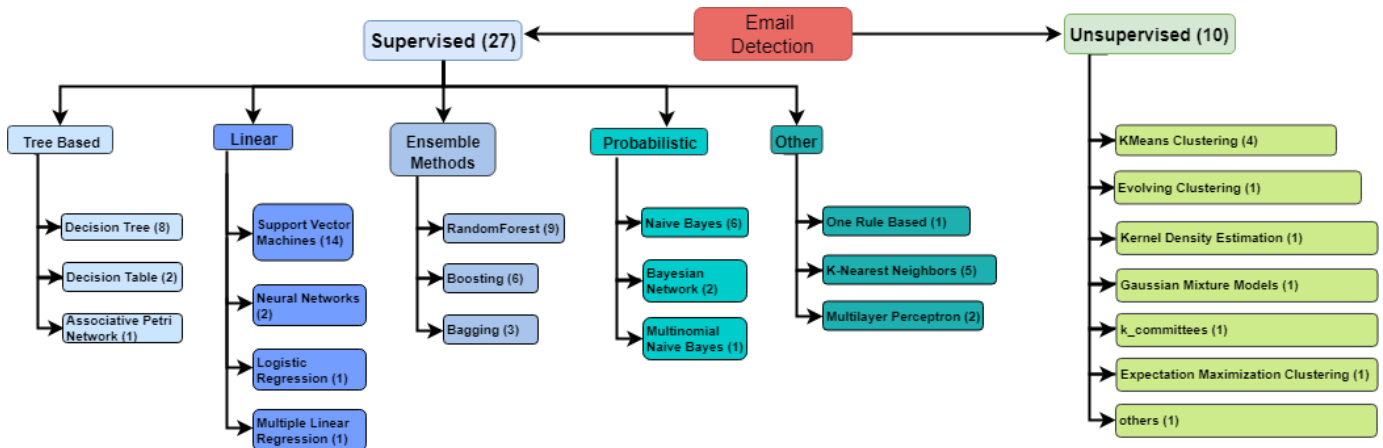 Email
Detection
Supervised (27)
Unsupervised (10)
Tree Based
Linear
Ensemble
Methods
Probabilistic
Other
Decision Tree (8)
Decision Table (2)
Associative Petri
Network (1)
Support Vector
Machines (14)
Neural Networks
(2)
Logistic
Regression (1)
Multiple Linear
Regression (1)
RandomForest (9)
Boosting (6)
Bagging (3)
Naive Bayes (6)
Bayesian
Network (2)
Multinomial
Naive Bayes (1)
One Rule Based (1)
K-Nearest Neighbors (5)
Multilayer Perceptron (2)
KMeans Clustering (4)
Evolving Clustering (1)
Kernel Density Estimation (1)
Gaussian Mixture Models (1)
k_committees (1)
Expectation Maximization Clustering (1)
others (1)